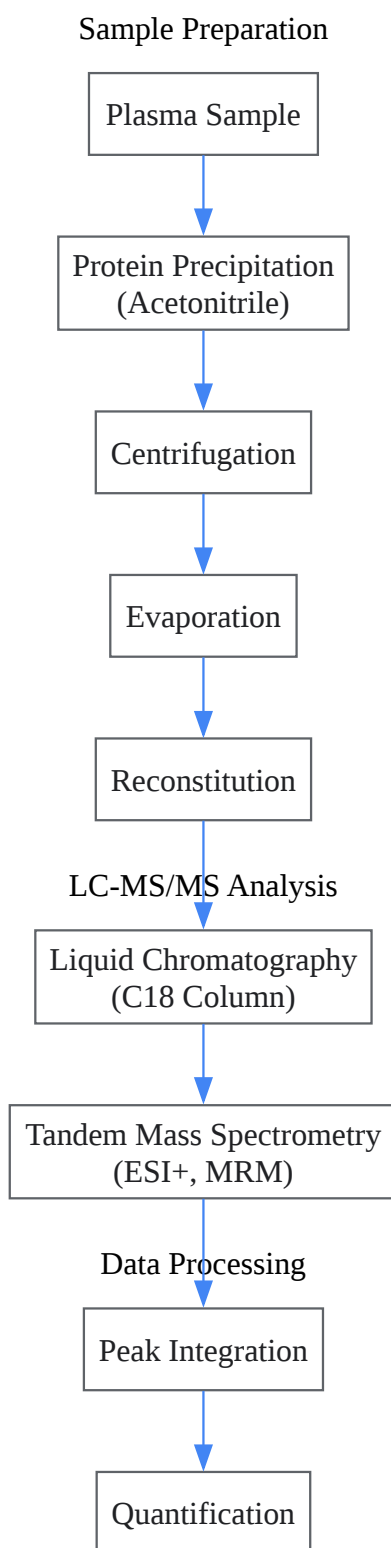 Sample Preparation
Plasma Sample
Protein Precipitation
(Acetonitrile)
Centrifugation
Evaporation
Reconstitution
LC-MS/MS Analysis
Liquid Chromatography
(C18 Column)
Tandem Mass Spectrometry
(ESI+, MRM)
Data Processing
Peak Integration
Quantification